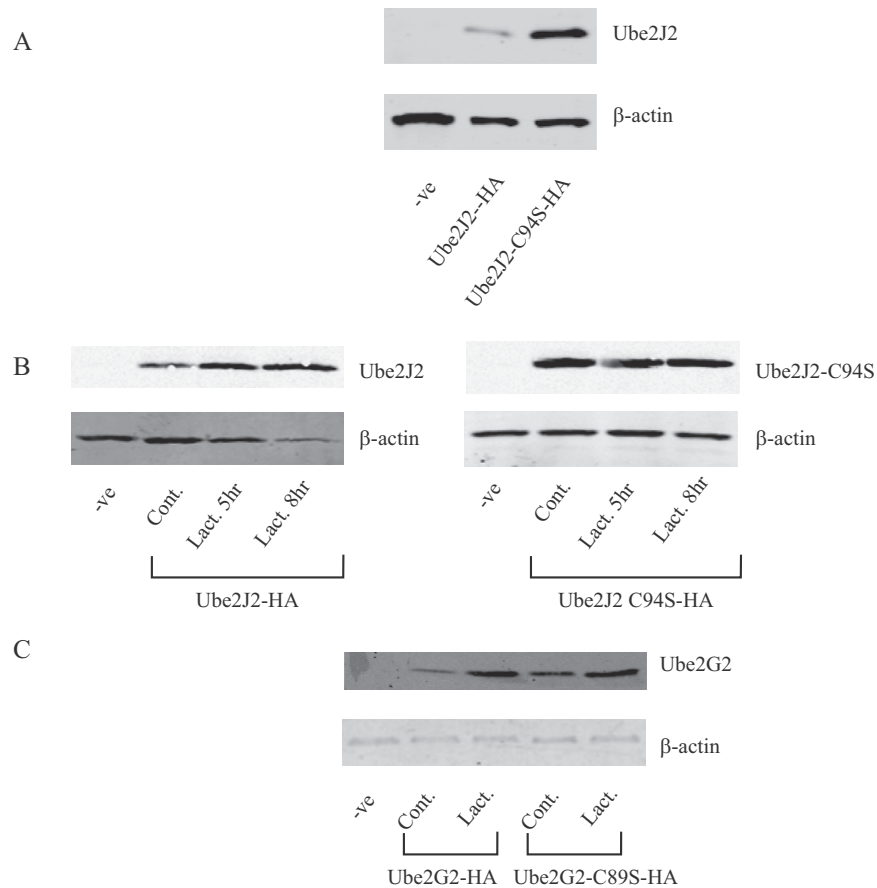 A
Ube2J2
β-actin
-ve
Ube2J2--HA
Ube2J2-C94S-HA
B
Ube2J2
β-actin
-ve
Cont.
Lact. 5hr
Lact. 8hr
Ube2J2-HA
Ube2J2-C94S
β-actin
-ve
Cont.
Lact. 5hr
Lact. 8hr
Ube2J2 C94S-HA
C
Ube2G2
β-actin
-ve
Cont.
Lact.
Cont.
Lact.
Ube2G2-HA
Ube2G2-C89S-HA